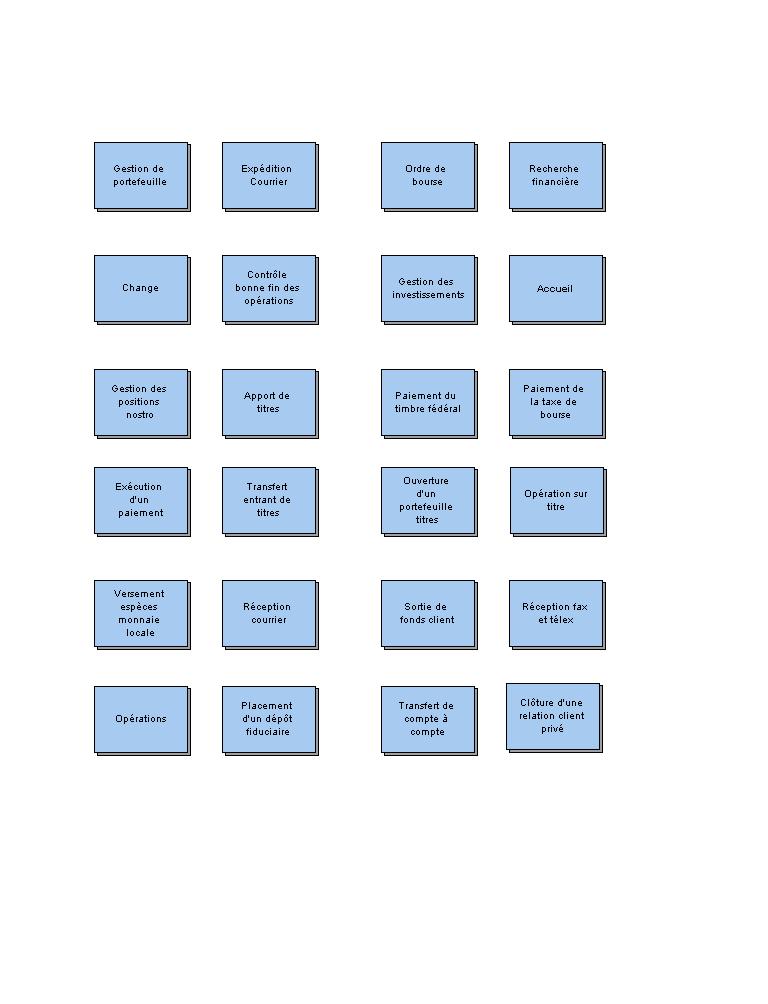 Gestion de
portefeuille
Expédition
Courrier
Ordre de
bourse
Recherche
financière
Change
Contrôle
bonne fin des
opérations
Gestion des
investissements
Accueil
Gestion des
positions
nostro
Apport de
titres
Paiement du
timbre fédéral
Paiement de
la taxe de
bourse
Exécution
d'un
paiement
Transfert
entrant de
titres
Ouverture
d'un
portefeuille
titres
Opération sur
titre
Versement
espèces
monnaie
locale
Réception
courrier
Sortie de
fonds client
Réception fax
et télex
Opérations
Placement
d'un dépôt
fiduciaire
Transfert de
compte à
compte
Clôture d'une
relation client
privé